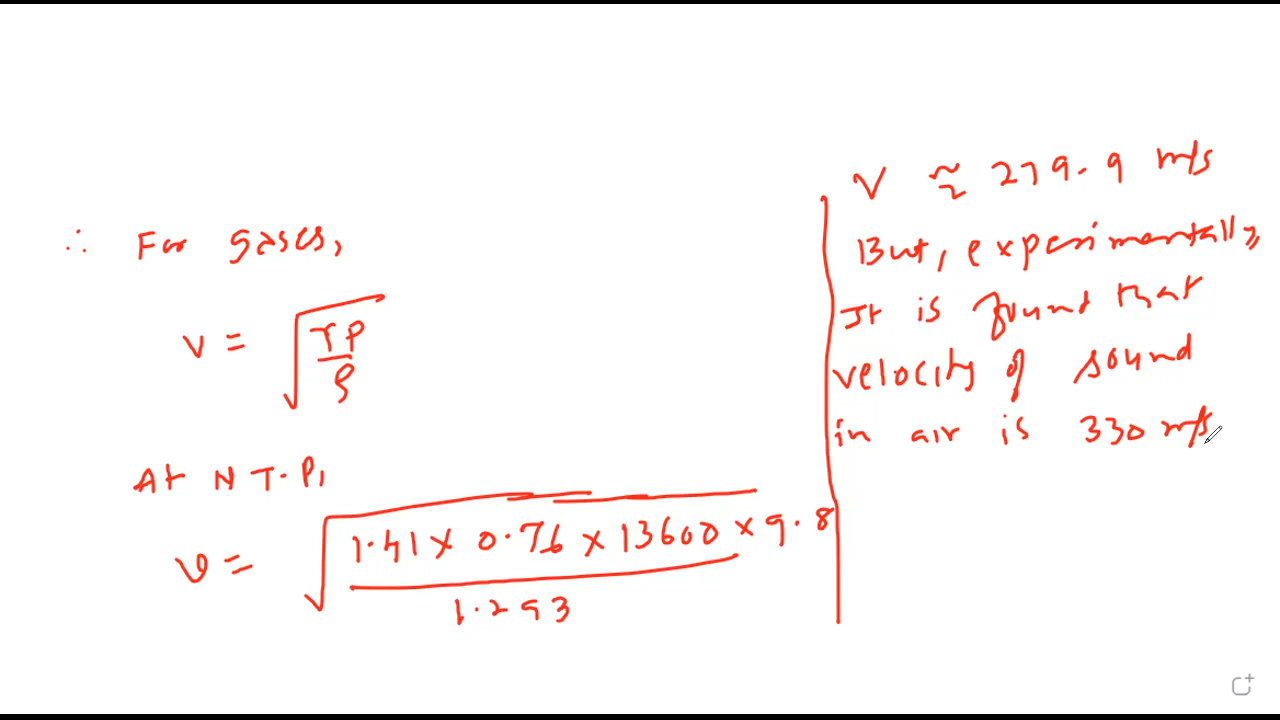 ∴ For gases,
v = √(γP/ρ)
At N T.P,
v = √(1.41 × 0.76 × 13600 × 9.8/1.293)
V ≈ 279.9 m/s
But, experimentally,
It is found that
velocity of sound
in air is 330 m/s